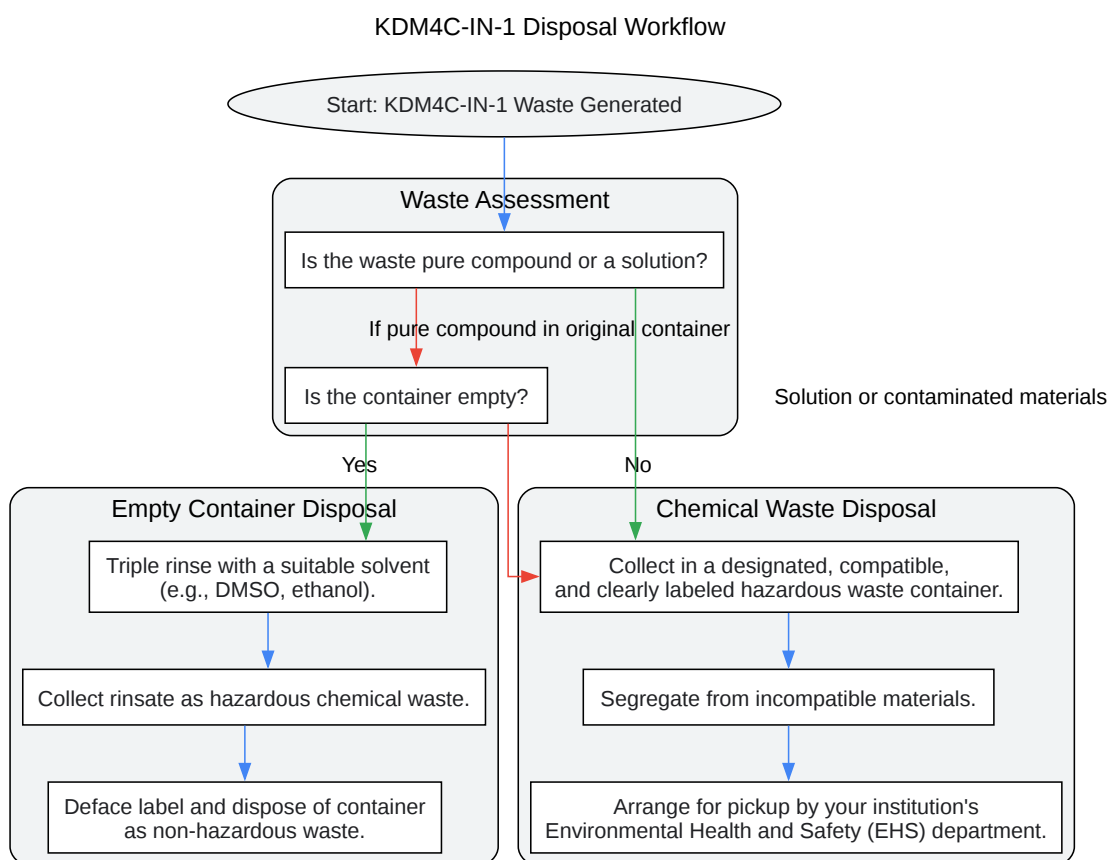 KDM4C-IN-1 Disposal Workflow
Start: KDM4C-IN-1 Waste Generated
Waste Assessment
Is the waste pure compound or a solution?
If pure compound in original container
Is the container empty?
Solution or contaminated materials
Yes
No
Empty Container Disposal
Triple rinse with a suitable solvent
(e.g., DMSO, ethanol).
Collect rinsate as hazardous chemical waste.
Deface label and dispose of container
as non-hazardous waste.
Chemical Waste Disposal
Collect in a designated, compatible,
and clearly labeled hazardous waste container.
Segregate from incompatible materials.
Arrange for pickup by your institution's
Environmental Health and Safety (EHS) department.